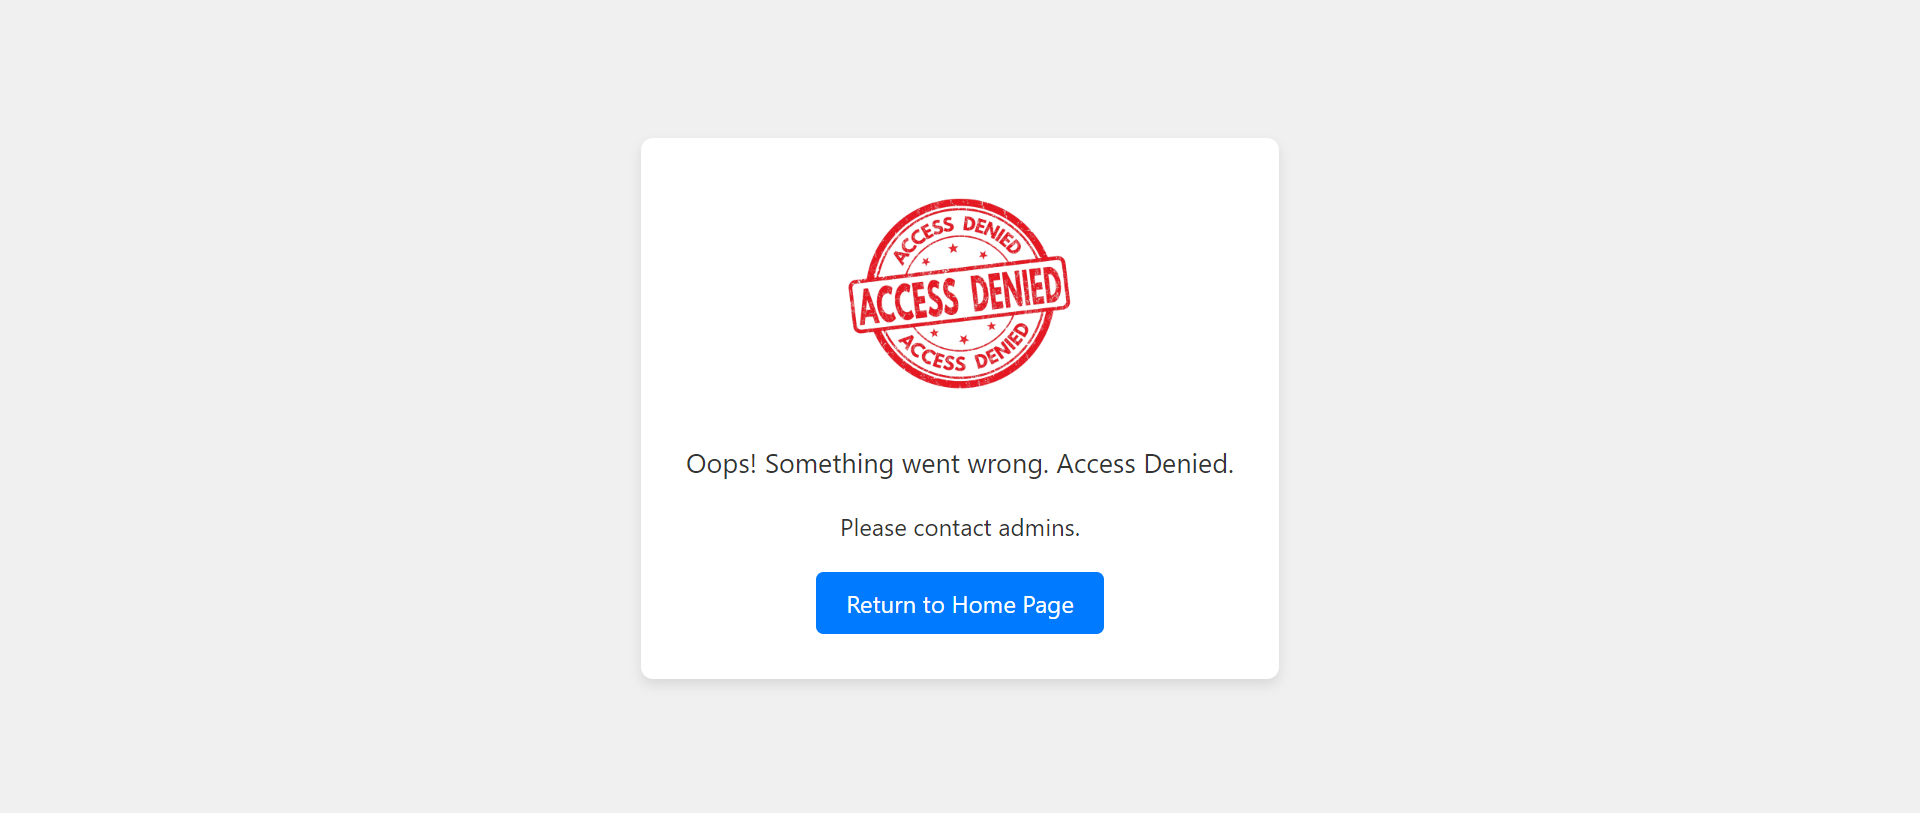 ACCESS DENIED
ACCESS DENIED
ACCESS DENIED
Oops! Something went wrong. Access Denied.
Please contact admins.
Return to Home Page